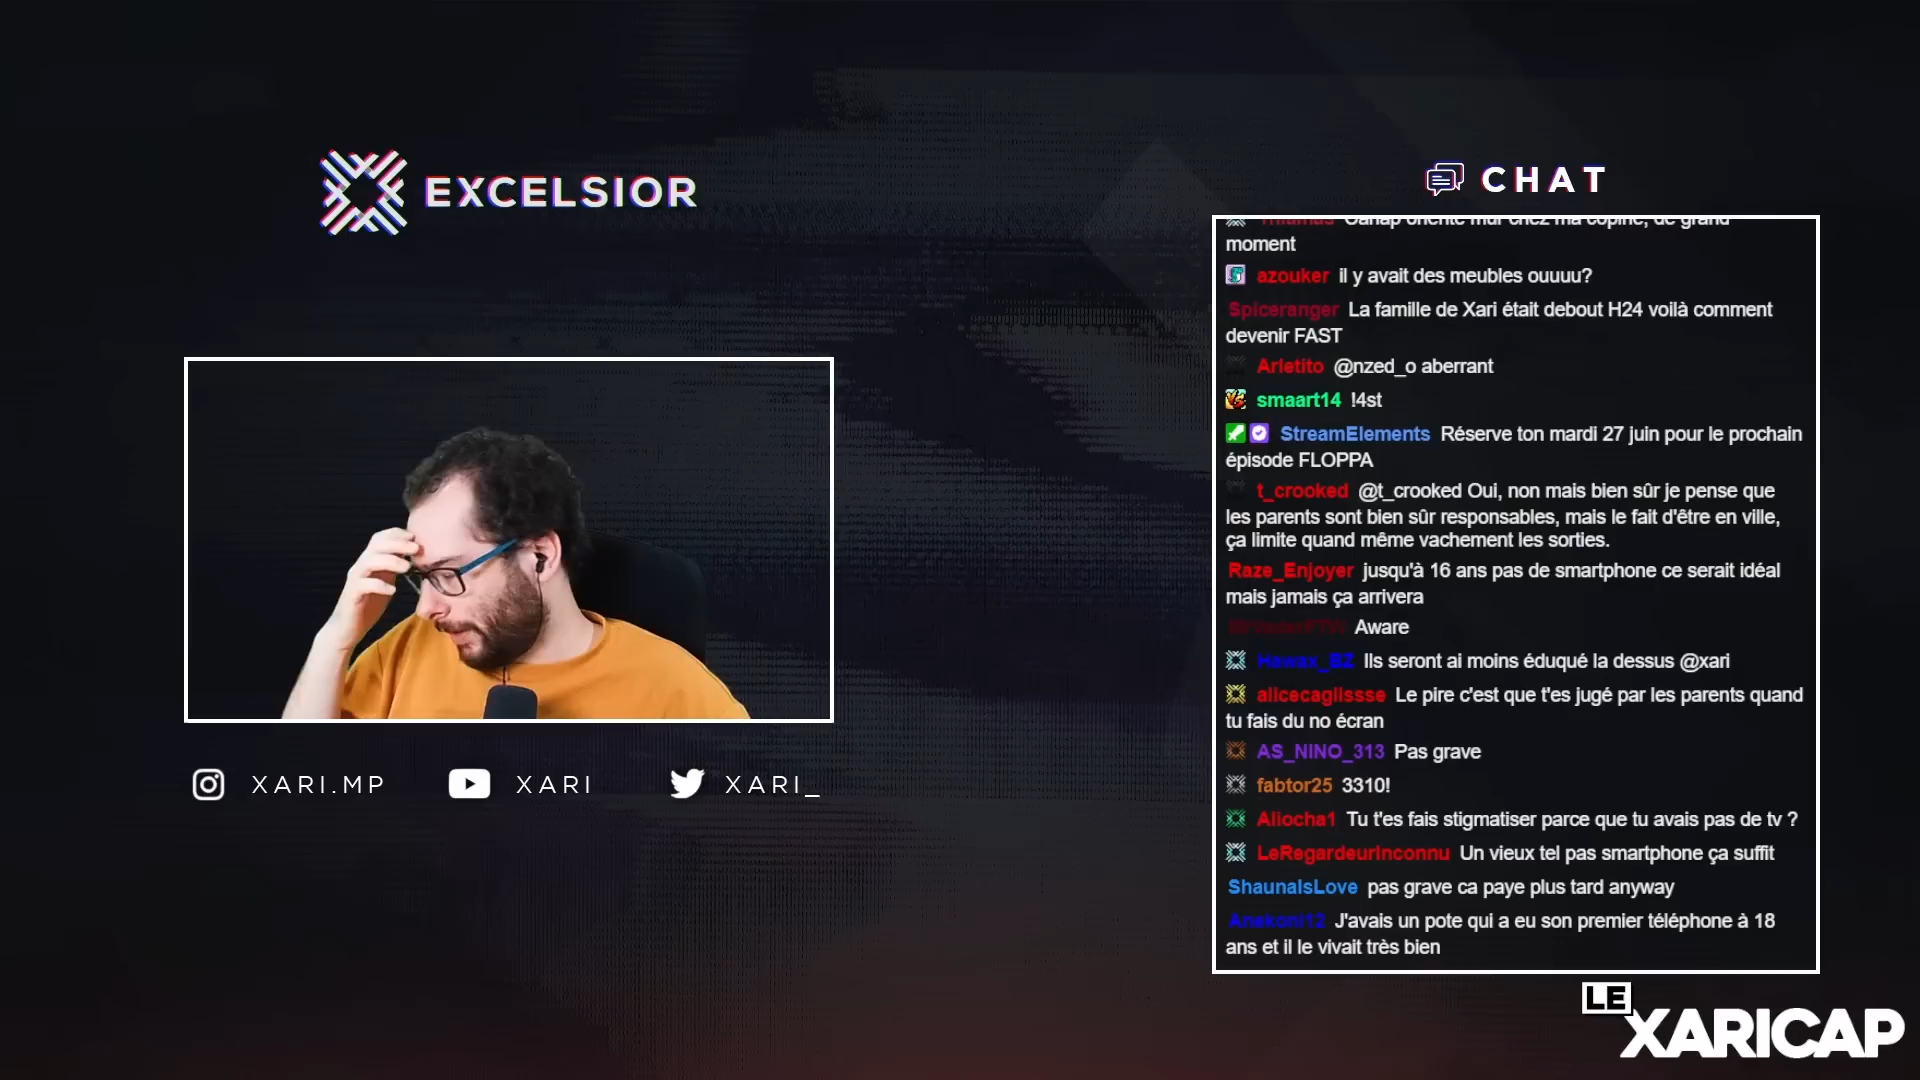 EXCELSIOR
CHAT
moment
azouker il y avait des meubles ouuuu?
Spiceranger La famille de Xari était debout H24 voilà comment
devenir FAST
Arletito @nzed_o aberrant
smaart14 !4st
StreamElements Réserve ton mardi 27 juin pour le prochain
épisode FLOPPA
t_crooked @t_crooked Oui, non mais bien sûr je pense que
les parents sont bien sûr responsables, mais le fait d'être en ville,
ça limite quand même vachement les sorties.
Raze_Enjoyer jusqu'à 16 ans pas de smartphone ce serait idéal
mais jamais ça arrivera
Aware
Hawax_BZ Ils seront ai moins éduqué la dessus @xari
alicecaglissse Le pire c'est que t'es jugé par les parents quand
tu fais du no écran
AS_NINO_313 Pas grave
fabtor25 3310!
Aliocha1 Tu t'es fais stigmatiser parce que tu avais pas de tv ?
LeRegardeurInconnu Un vieux tel pas smartphone ça suffit
ShaunaIsLove pas grave ca paye plus tard anyway
Anekoni12 J'avais un pote qui a eu son premier téléphone à 18
ans et il le vivait très bien
XARI.MP XARI XARI_
LE
XARICAP